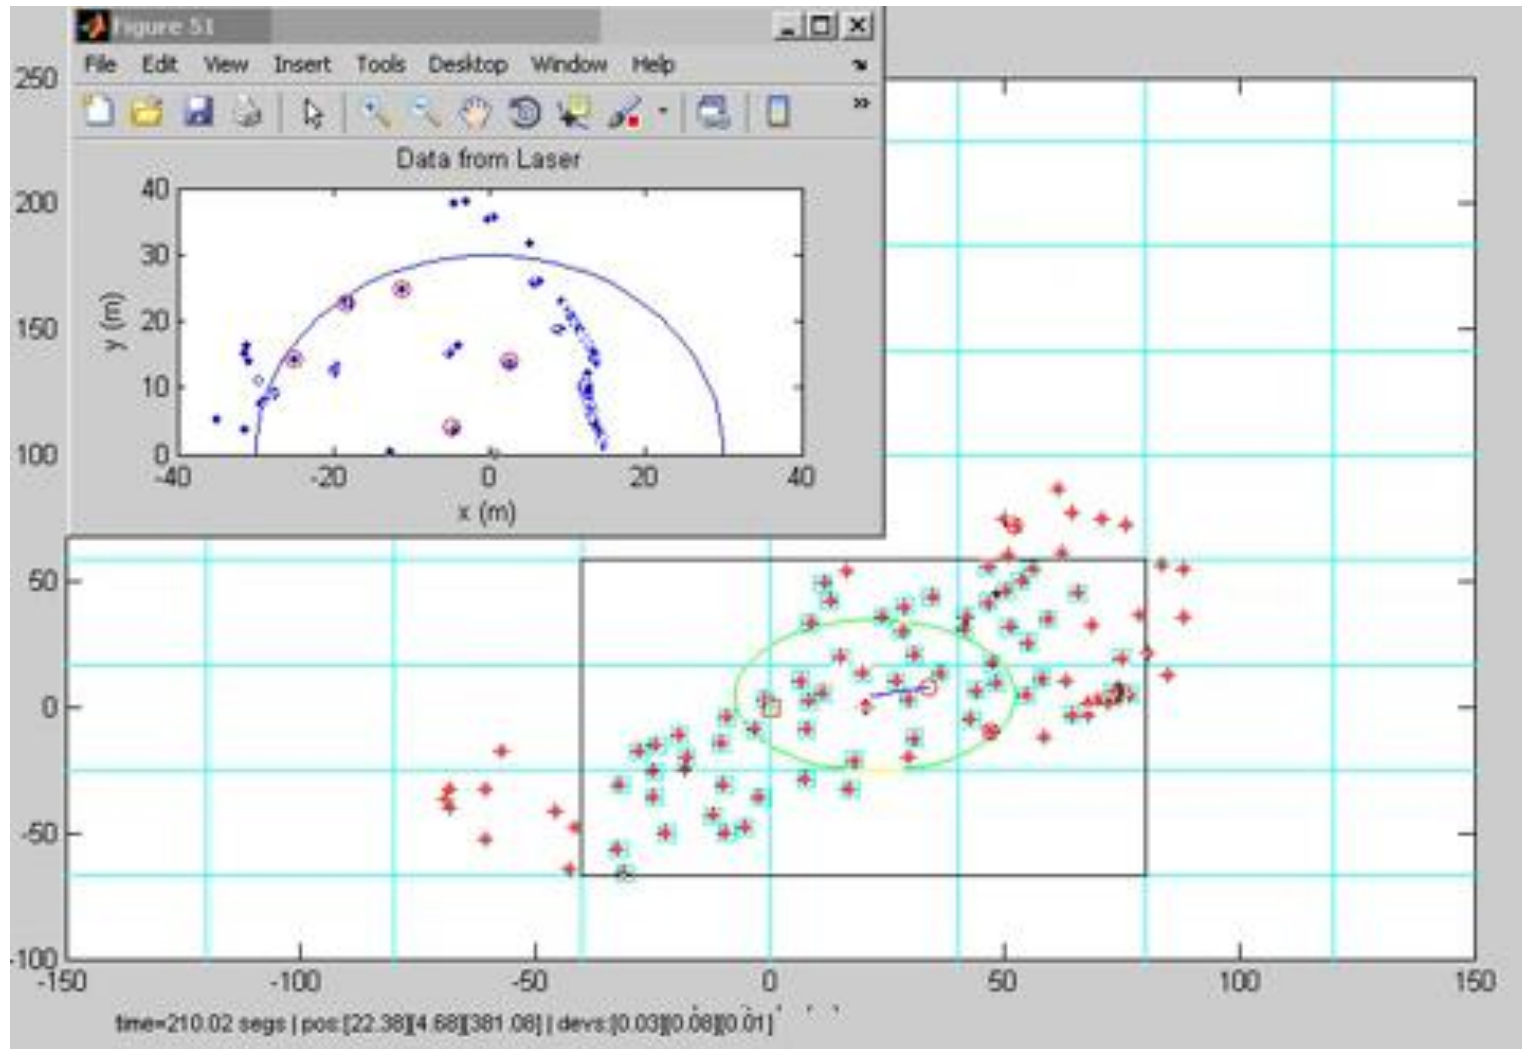 Figure 51
File Edit View Insert Tools Desktop Window Help
Data from Laser
40
30
20
10
0
y (m)
-40 -20 0 20 40
x (m)
250
200
150
100
50
0
-50
-100
-150 -100 -50 0 50 100 150
time=210.02 segs | pos:[22.38][4.68][381.08] | devs:[0.03][0.08][0.01]